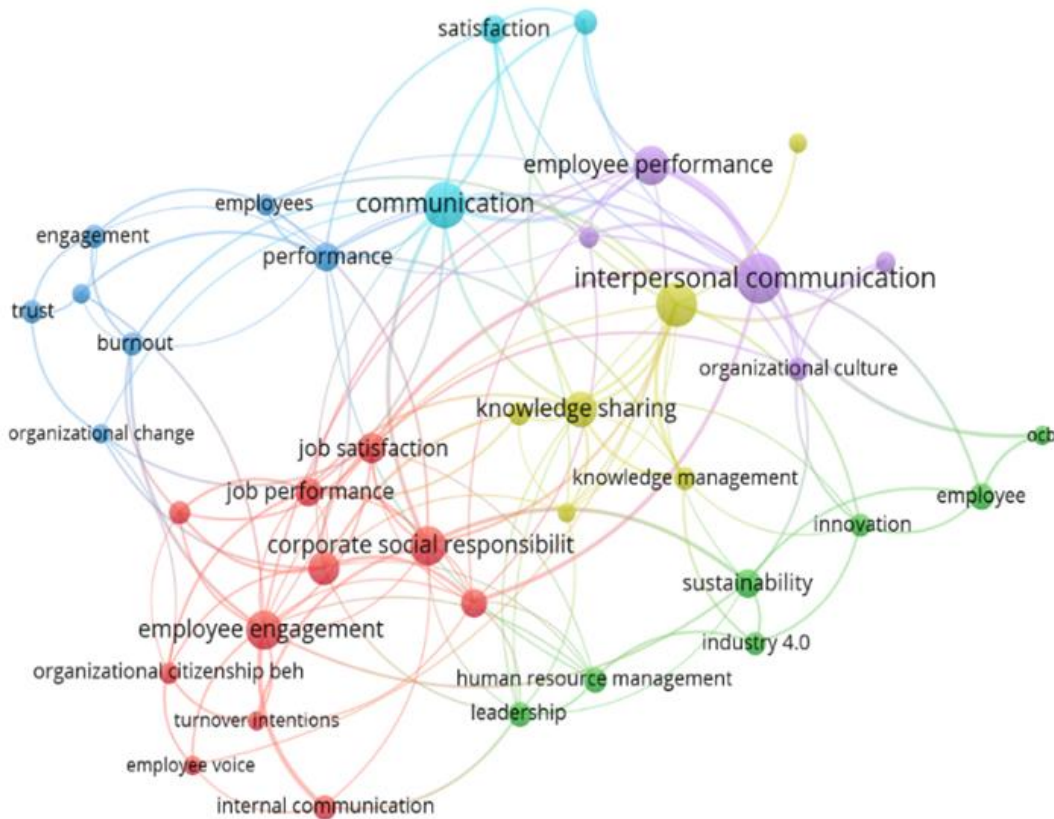 satisfaction
employee performance
employees
communication
engagement
performance
interpersonal communication
trust
burnout
organizational culture
knowledge sharing
organizational change
ocb
job satisfaction
knowledge management
job performance
employee
innovation
corporate social responsibilit
sustainability
employee engagement
industry 4.0
organizational citizenship beh
human resource management
leadership
turnover intentions
employee voice
internal communication